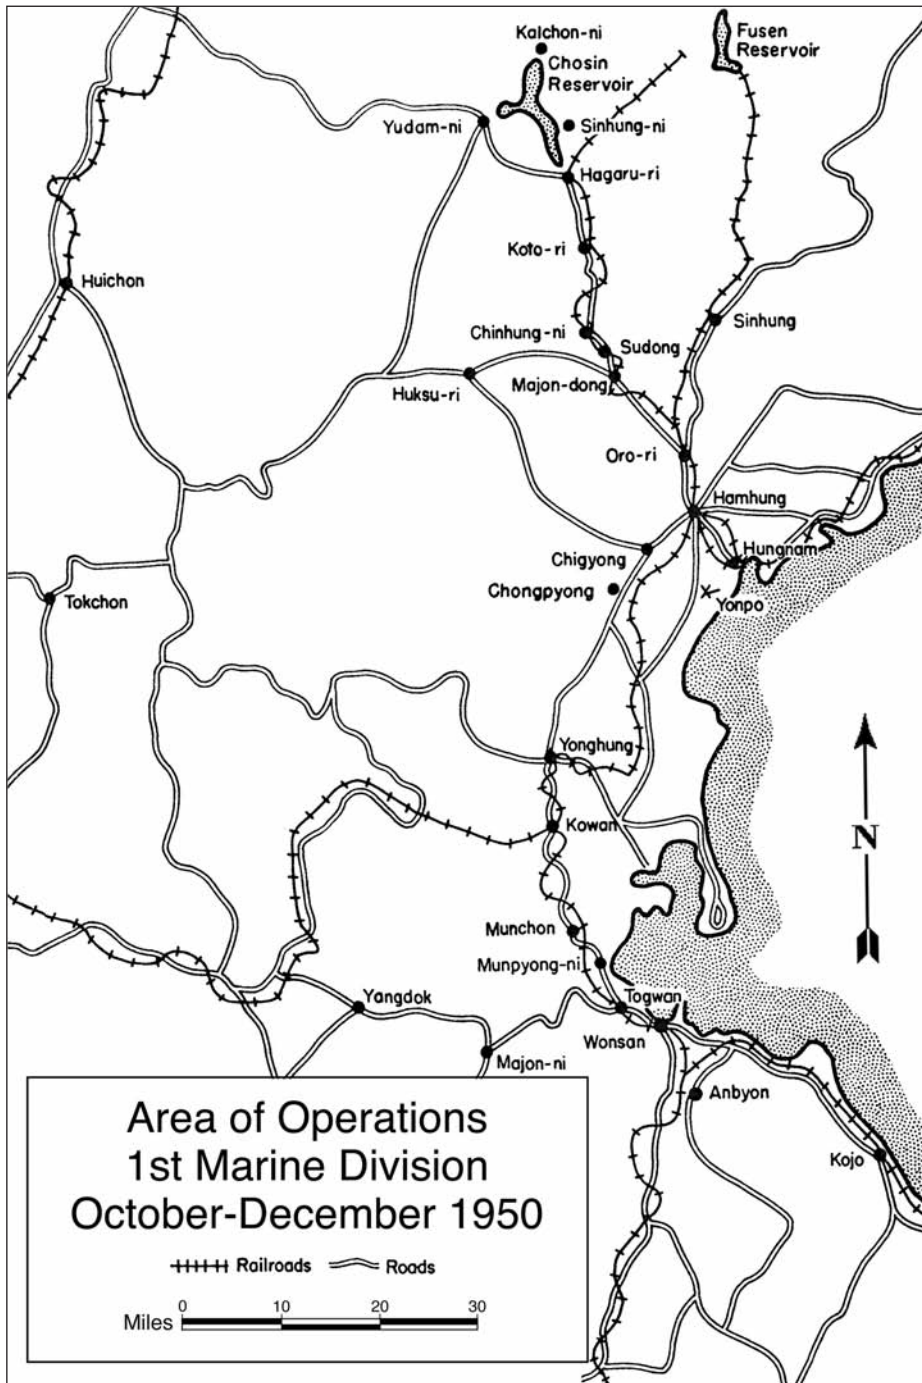 Kalchon-ni
Fusen
Reservoir
Chosin
Reservoir
Yudam-ni
Sinhung-ni
Hagaru-ri
Koto-ri
Huichon
Sinhung
Chinhung-ni
Sudong
Huksu-ri
Majon-dong
Oro-ri
Hamhung
Hungnam
Chigyong
Chongpyong
Yonpo
Tokchon
Yonghung
Kowan
N
Munchon
Munpyong-ni
Togwan
Yangdok
Wonsan
Majon-ni
Anbyon
Kojo
Area of Operations
1st Marine Division
October-December 1950
Railroads Roads
0 10 20 30
Miles